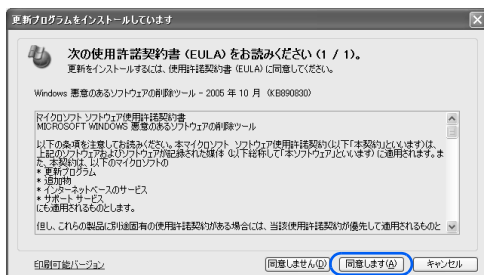 更新プログラムをインストールしています
次の使用許諾契約書 (EULA) をお読みください (1 / 1)。
更新をインストールするには、使用許諾契約書 (EULA) に同意してください。
Windows 悪意のあるソフトウェアの削除ツール - 2005 年 10 月 (KB890830)
マイクロソフト ソフトウェア使用許諾契約書
MICROSOFT WINDOWS 悪意のあるソフトウェアの削除ツール
以下の条項を注意してお読みください。本マイクロソフト ソフトウェア使用許諾契約(以下「本契約」といいます)は、
上記のソフトウェアおよびソフトウェアが記録された媒体 (以下総称して「本ソフトウェア」といいます) に適用されます。ま
た、本契約は、以下のマイクロソフトの
* 更新プログラム
* 追加物
* インターネットベースのサービス
* サポート サービス
にも適用されるものとします。
但し、これらの製品に別途固有の使用許諾契約がある場合には、当該使用許諾契約が優先して適用されるものと
印刷可能バージョン
同意しません(D)
同意します(A)
キャンセル